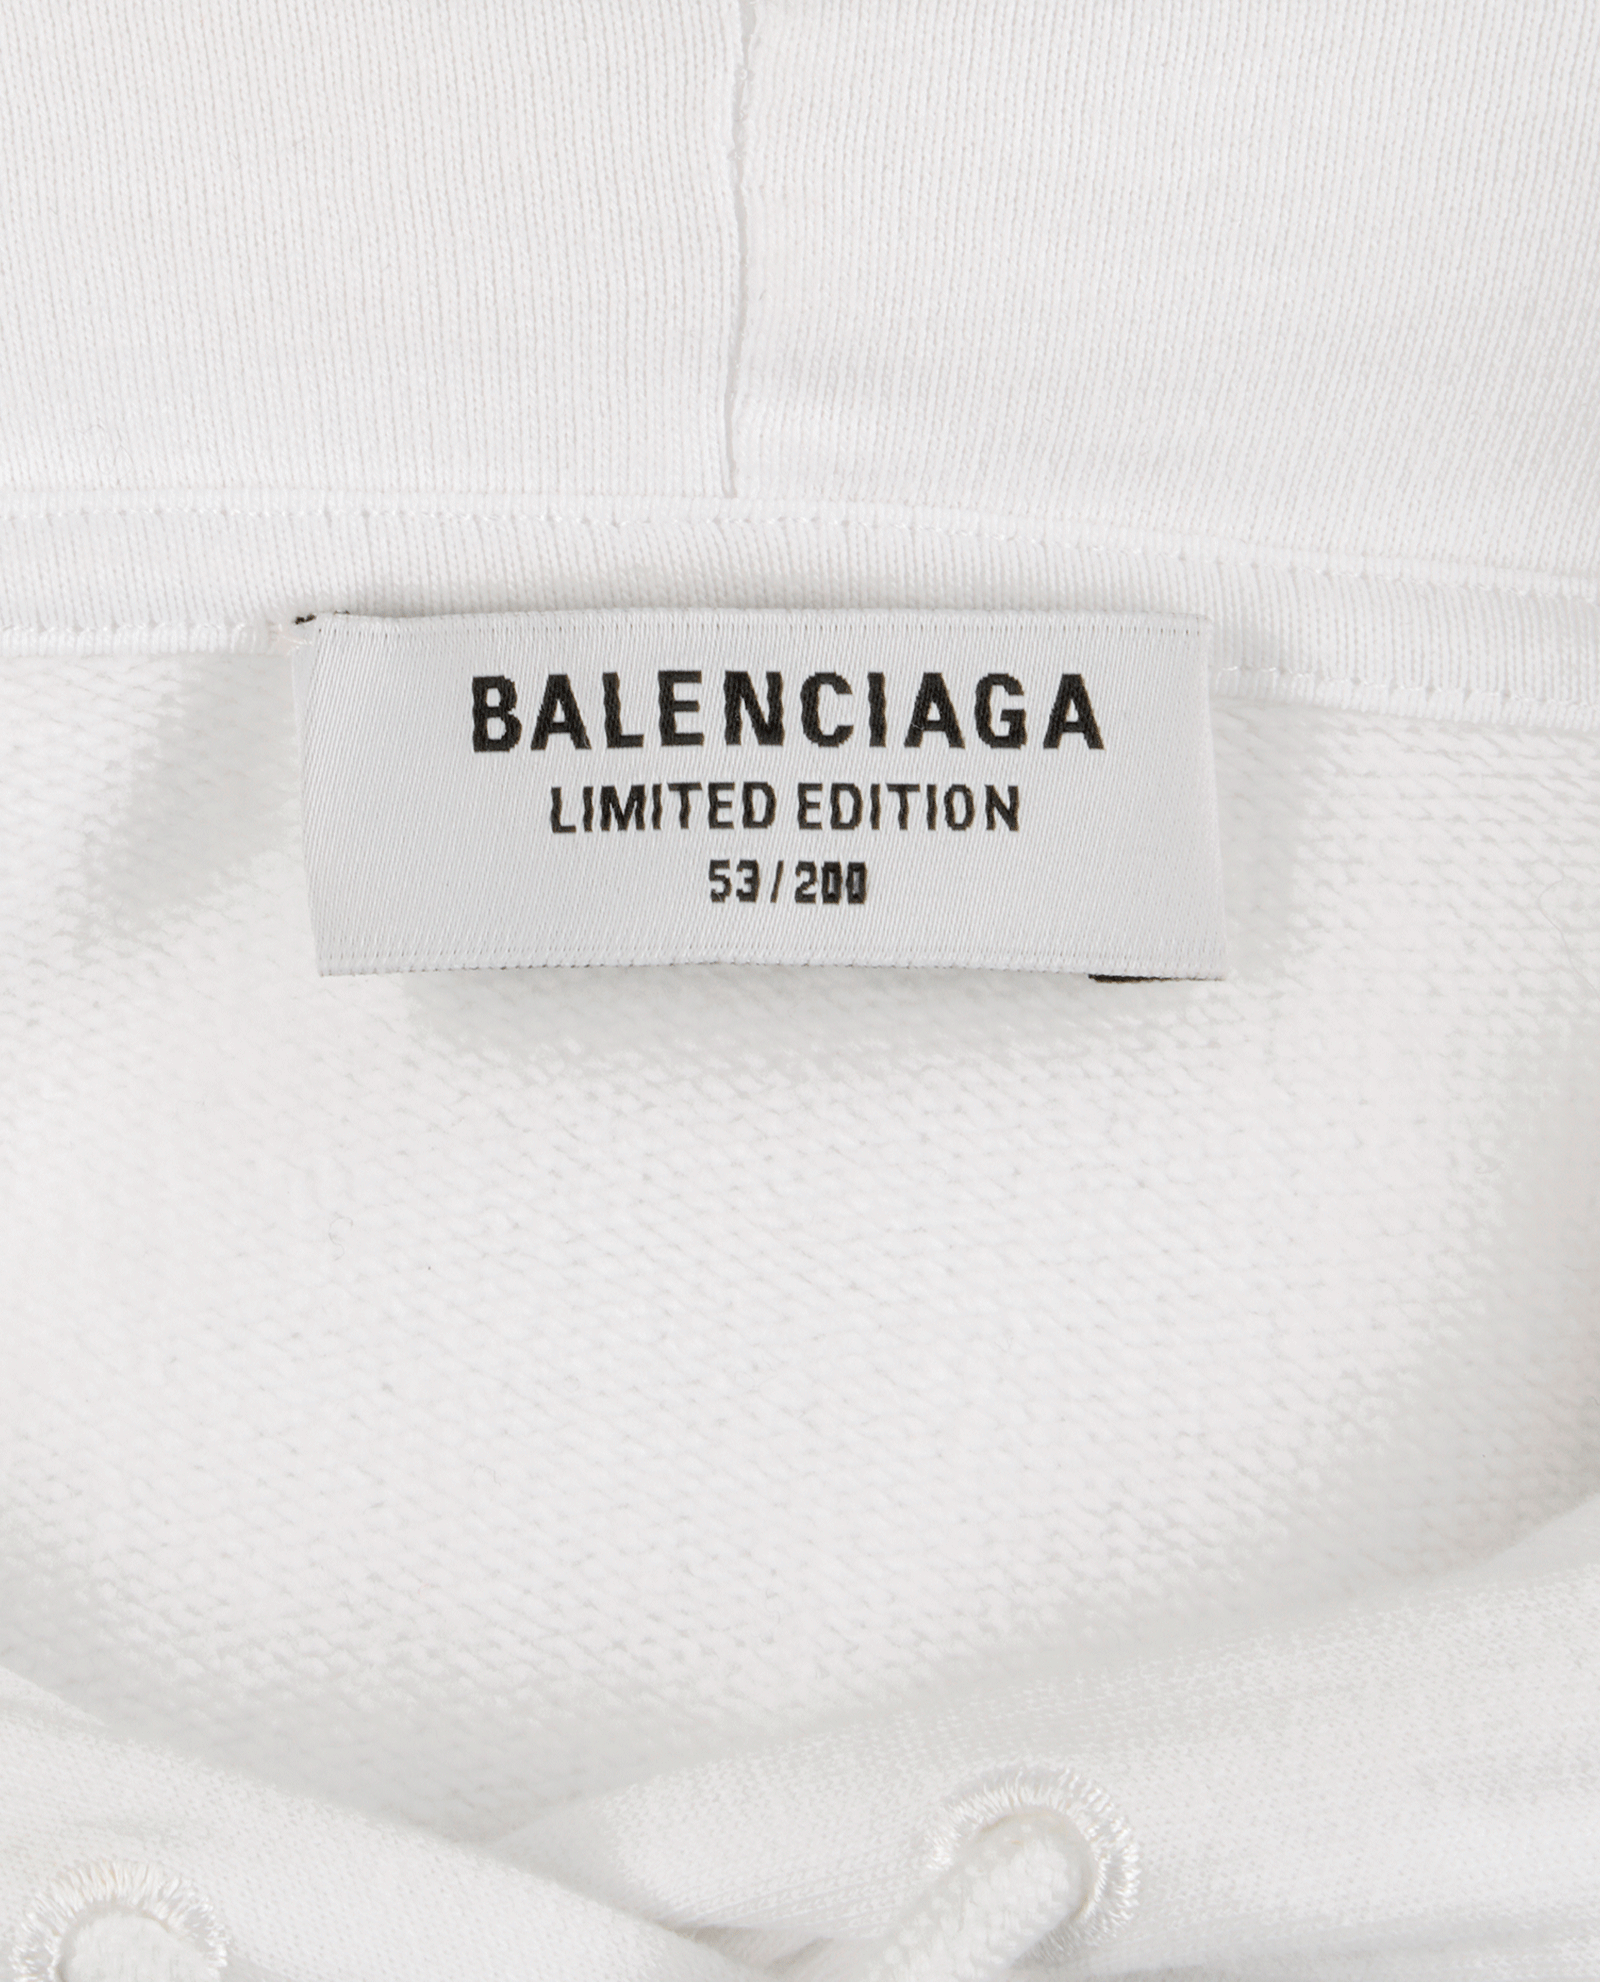 BALENCIAGA
LIMITED EDITION
53/200